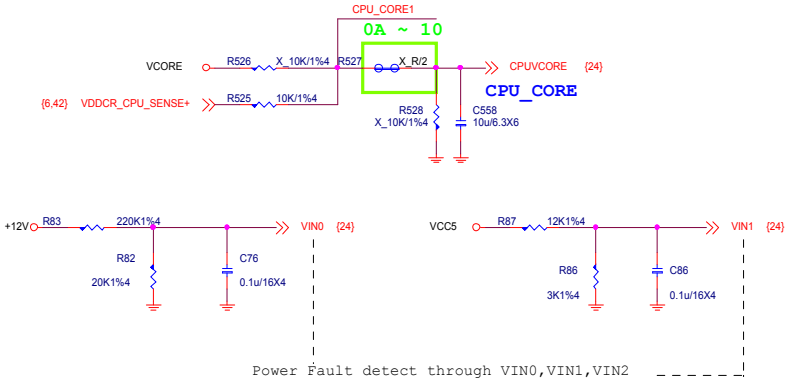 CPU_CORE1
0A ~ 10
VCORE R526 X_10K/1%4 R527 X_R/2 CPUVCORE {24}
CPU_CORE
{6,42} VDDCR_CPU_SENSE+ R525 10K/1%4
R528 C558
X_10K/1%4 10u/6.3X6
+12V R83 220K1%4 VIN0 {24} VCC5 R87 12K1%4 VIN1 {24}
R82 C76 R86 C86
20K1%4 0.1u/16X4 3K1%4 0.1u/16X4
Power Fault detect through VIN0,VIN1,VIN2